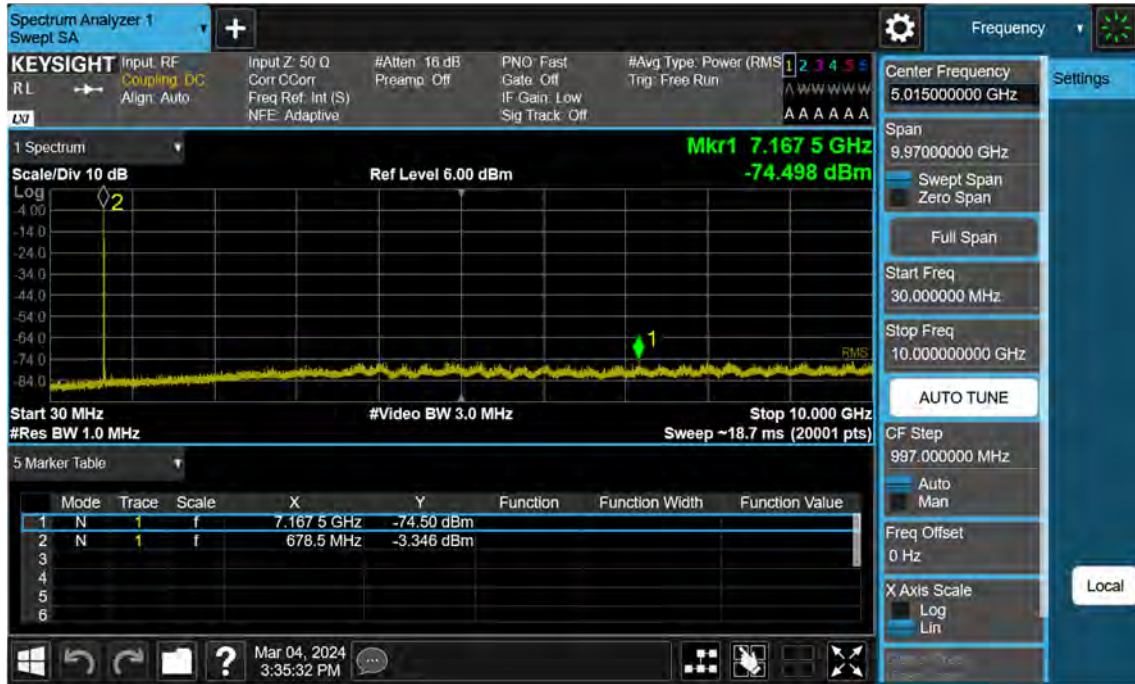 Spectrum Analyzer 1
Swept SA
+
Frequency
KEYSIGHT
RL
LXI
Input: RF
Coupling: DC
Align: Auto
Input Z: 50 Ω
Corr CCorr
Freq Ref: Int (S)
NFE: Adaptive
#Atten: 16 dB
Preamp: Off
PNO: Fast
Gate: Off
IF Gain: Low
Sig Track: Off
#Avg Type: Power (RMS
Trig: Free Run
1 2 3 4 5 6
A W W W W W
A A A A A A
1 Spectrum
Mkr1 7.167 5 GHz
-74.498 dBm
Scale/Div 10 dB
Ref Level 6.00 dBm
Log
-4.00
-14.0
-24.0
-34.0
-44.0
-54.0
-64.0
-74.0
-84.0
2
1
RMS
Start 30 MHz
#Video BW 3.0 MHz
Stop 10.000 GHz
#Res BW 1.0 MHz
Sweep ~18.7 ms (20001 pts)
5 Marker Table
Mode Trace Scale X Y Function Function Width Function Value
1 N 1 f 7.167 5 GHz -74.50 dBm
2 N 1 f 678.5 MHz -3.346 dBm
3
4
5
6
Mar 04, 2024
3:35:32 PM
?
Center Frequency
5.015000000 GHz
Settings
Span
9.97000000 GHz
Swept Span
Zero Span
Full Span
Start Freq
30.000000 MHz
Stop Freq
10.000000000 GHz
AUTO TUNE
CF Step
997.000000 MHz
Auto
Man
Freq Offset
0 Hz
X Axis Scale
Log
Lin
Local